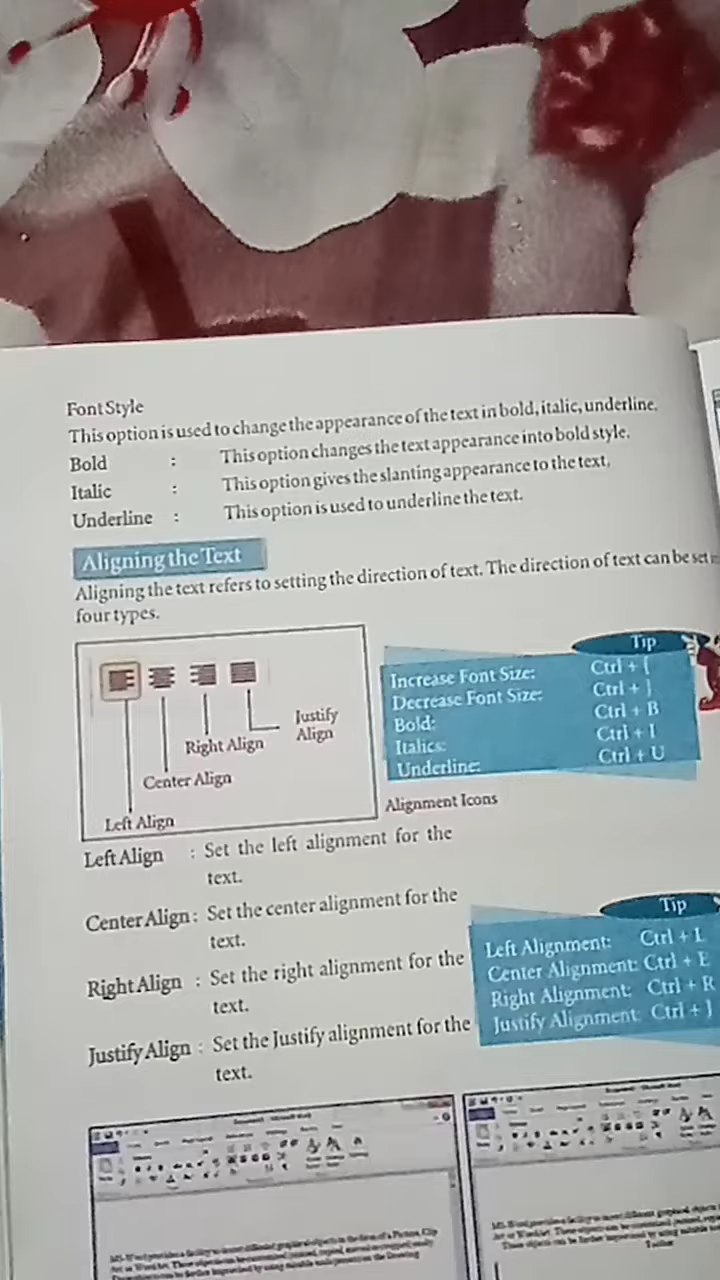 Font Style
This option is used to change the appearance of the text in bold, italic, underline.
Bold : This option changes the text appearance into bold style.
Italic : This option gives the slanting appearance to the text.
Underline : This option is used to underline the text.
Aligning the Text
Aligning the text refers to setting the direction of text. The direction of text can be set
four types.
Justify
Align
Right Align
Center Align
Left Align
Tip
Increase Font Size: Ctrl + [
Decrease Font Size: Ctrl + ]
Bold: Ctrl + B
Italics: Ctrl + I
Underline: Ctrl + U
Alignment Icons
Left Align : Set the left alignment for the
text.
Center Align : Set the center alignment for the
text.
Right Align : Set the right alignment for the
text.
Justify Align : Set the Justify alignment for the
text.
Tip
Left Alignment: Ctrl + L
Center Alignment: Ctrl + E
Right Alignment: Ctrl + R
Justify Alignment: Ctrl + J